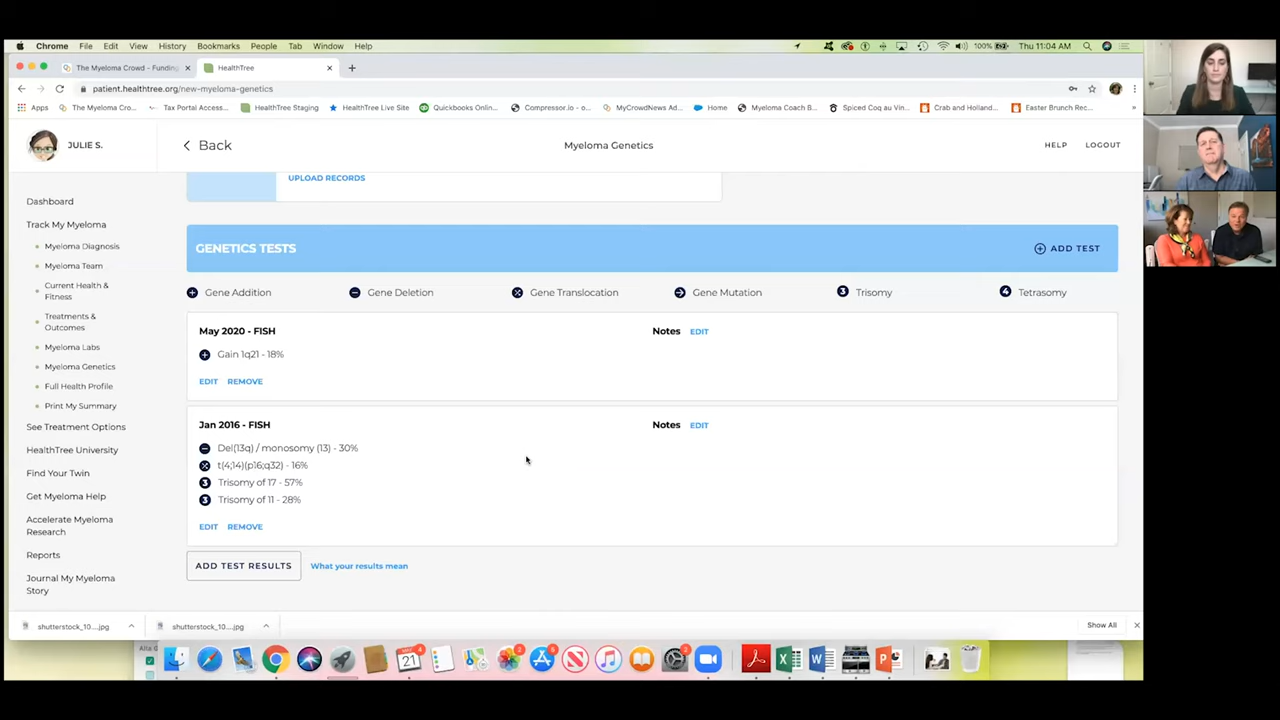 Chrome File Edit View History Bookmarks People Tab Window Help
100% Thu 11:04 AM
The Myeloma Crowd - Funding
HealthTree
patient.healthtree.org/new-myeloma-genetics
Apps The Myeloma Cro... Tax Portal Access... HealthTree Staging HealthTree Live Site Quickbooks Onlin... Compressor.io - o... MyCrowdNews Ad... Home Myeloma Coach B... Spiced Coq au Vin... Crab and Holland... Easter Brunch Rec...
JULIE S.
Back
Myeloma Genetics
HELP LOGOUT
UPLOAD RECORDS
Dashboard
Track My Myeloma
Myeloma Diagnosis
Myeloma Team
Current Health &
Fitness
Treatments &
Outcomes
Myeloma Labs
Myeloma Genetics
Full Health Profile
Print My Summary
See Treatment Options
HealthTree University
Find Your Twin
Get Myeloma Help
Accelerate Myeloma
Research
Reports
Journal My Myeloma
Story
GENETICS TESTS
ADD TEST
Gene Addition
Gene Deletion
Gene Translocation
Gene Mutation
3 Trisomy
4 Tetrasomy
May 2020 - FISH
Notes EDIT
Gain 1q21 - 18%
EDIT REMOVE
Jan 2016 - FISH
Notes EDIT
Del(13q) / monosomy (13) - 30%
t(4;14)(p16;q32) - 16%
3 Trisomy of 17 - 57%
3 Trisomy of 11 - 28%
EDIT REMOVE
ADD TEST RESULTS
What your results mean
shutterstock_10....jpg
shutterstock_10....jpg
Show All
MAY
21